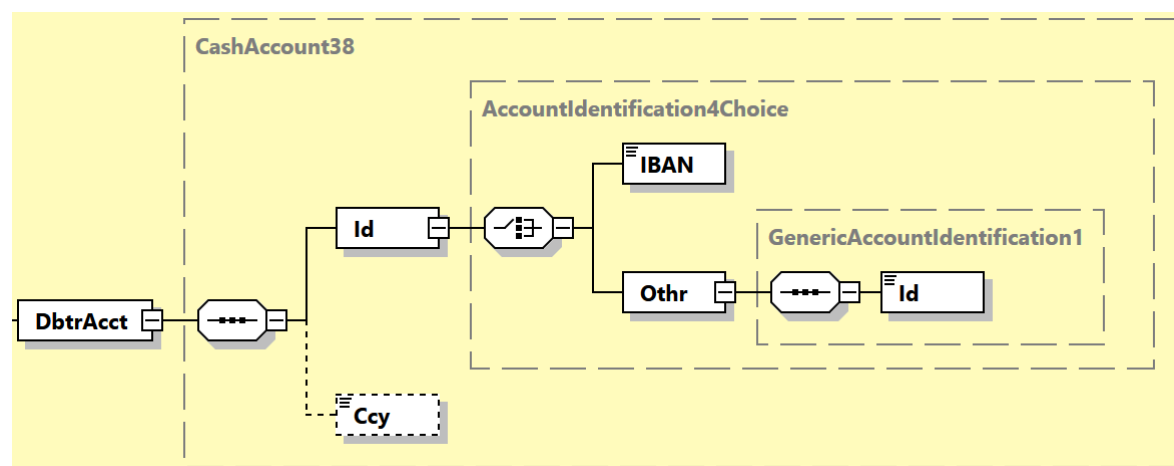 CashAccount38
AccountIdentification4Choice
IBAN
Id
GenericAccountIdentification1
Othr
Id
DbtrAcct
Ccy